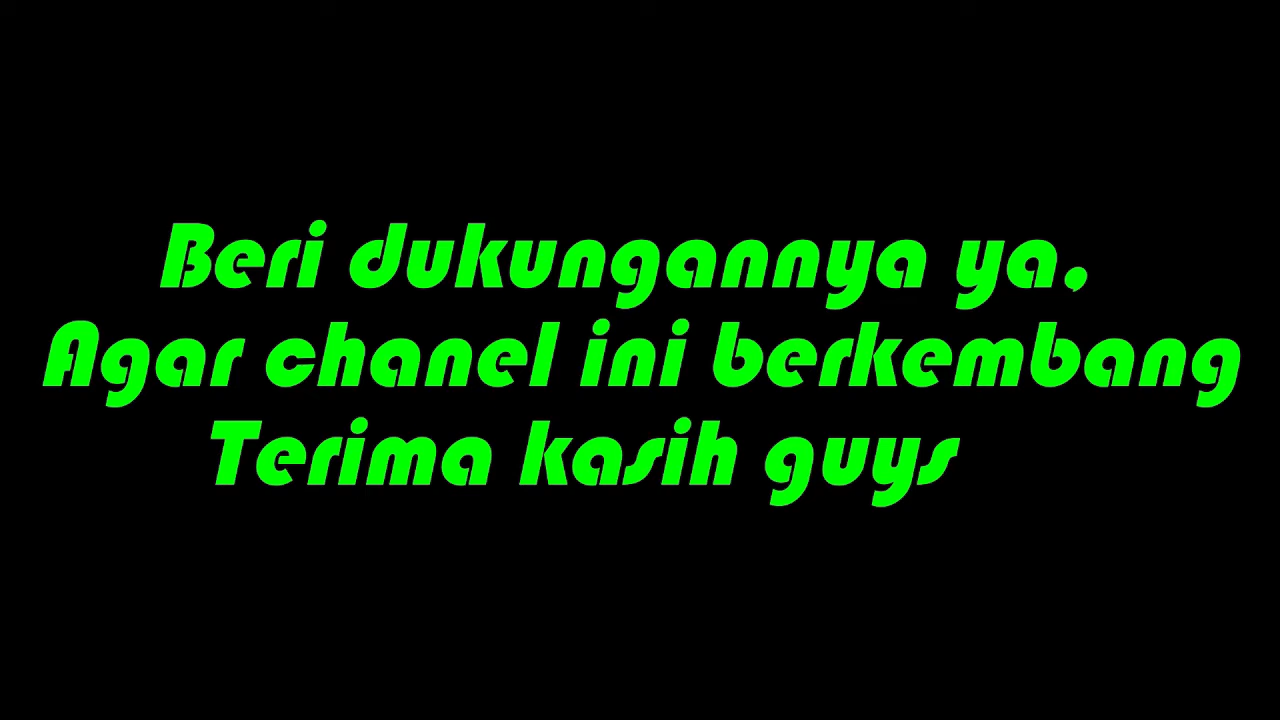 Beri dukungannya ya,
Agar chanel ini berkembang
Terima kasih guys